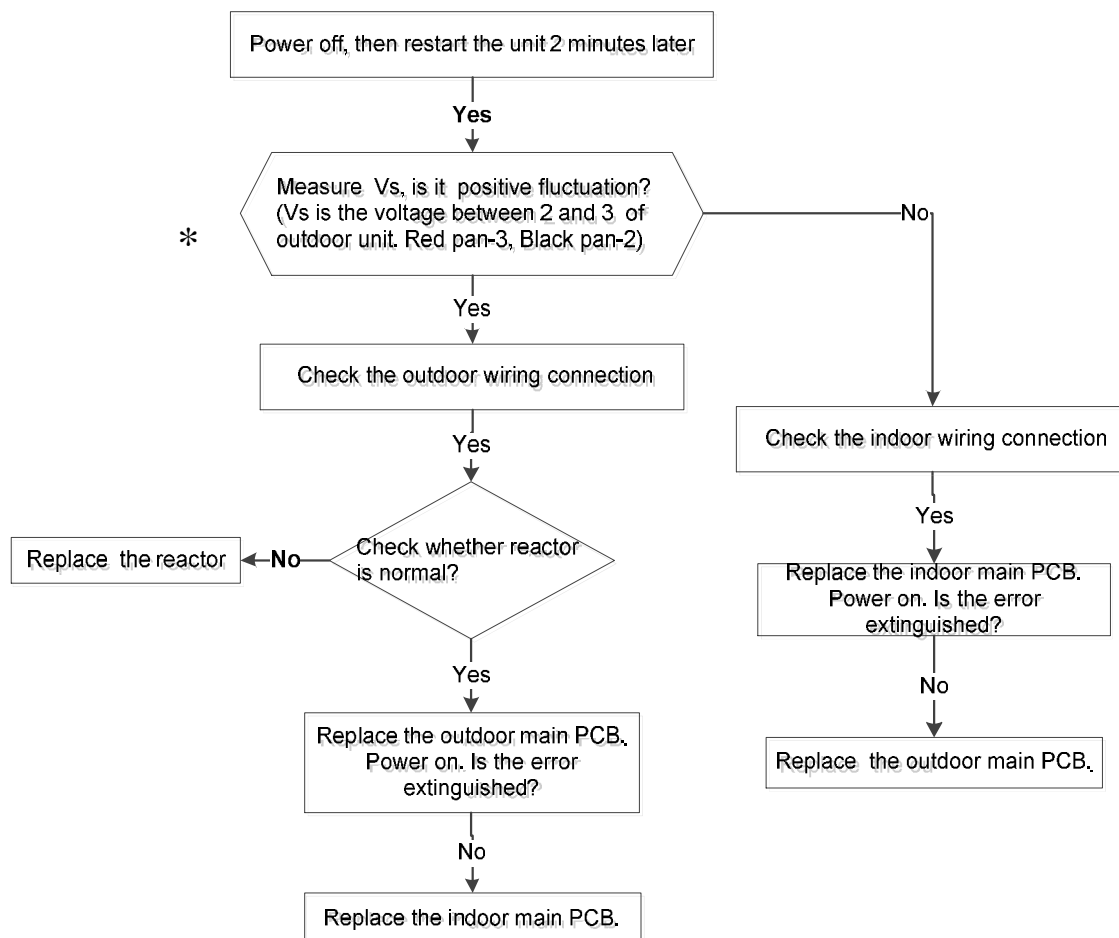 Power off, then restart the unit 2 minutes later
Yes
Measure Vs, is it positive fluctuation?
(Vs is the voltage between 2 and 3 of
outdoor unit. Red pan-3, Black pan-2)
*
No
Yes
Check the outdoor wiring connection
Check the indoor wiring connection
Yes
Yes
Check whether reactor
is normal?
No
Replace the reactor
Replace the indoor main PCB.
Power on. Is the error
extinguished?
Yes
No
Replace the outdoor main PCB.
Power on. Is the error
extinguished?
Replace the outdoor main PCB.
No
Replace the indoor main PCB.